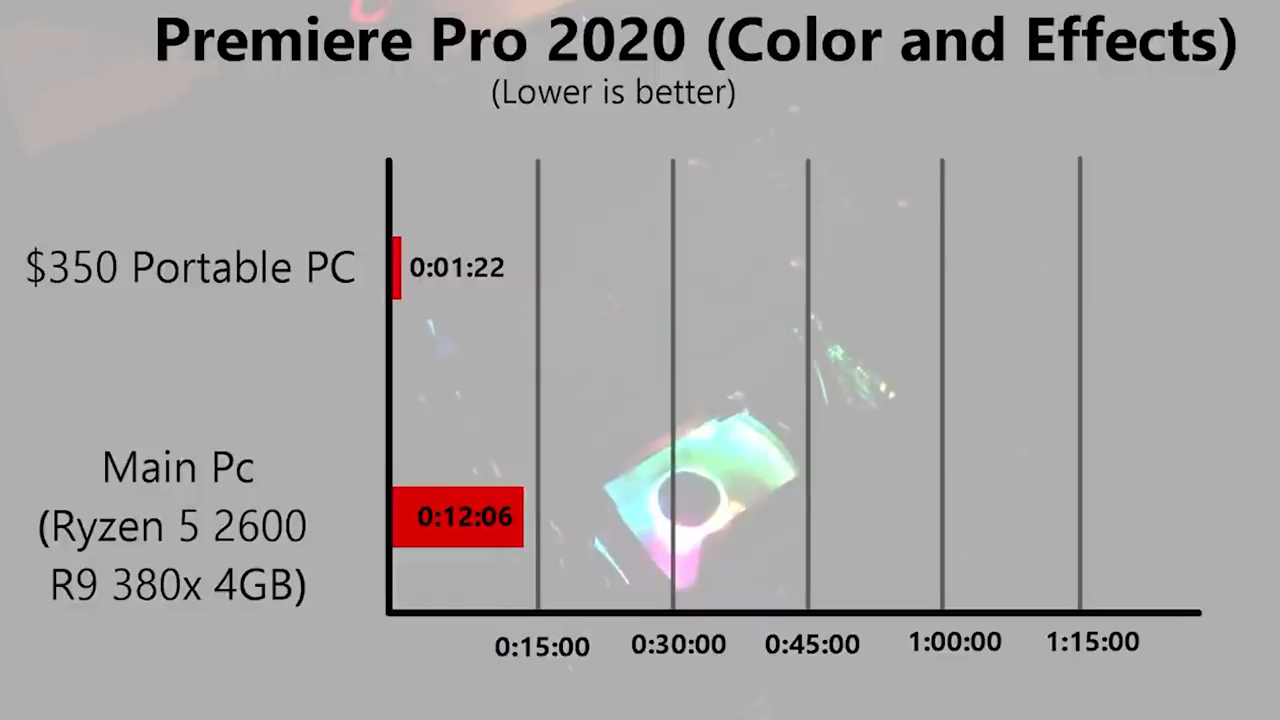 Premiere Pro 2020 (Color and Effects)
(Lower is better)
$350 Portable PC
0:01:22
Main Pc
(Ryzen 5 2600
R9 380x 4GB)
0:12:06
0:15:00
0:30:00
0:45:00
1:00:00
1:15:00